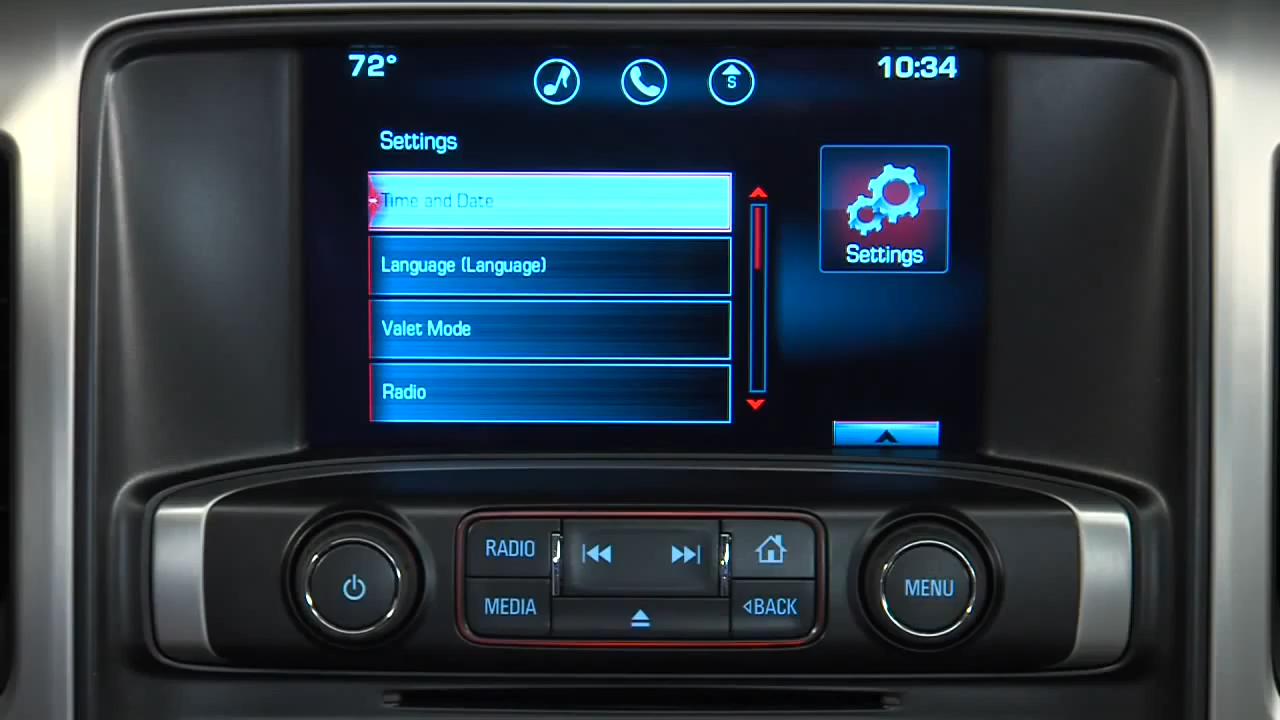 72°
S
10:34
Settings
Time and Date
Language (Language)
Valet Mode
Radio
Settings
RADIO
MEDIA
BACK
MENU